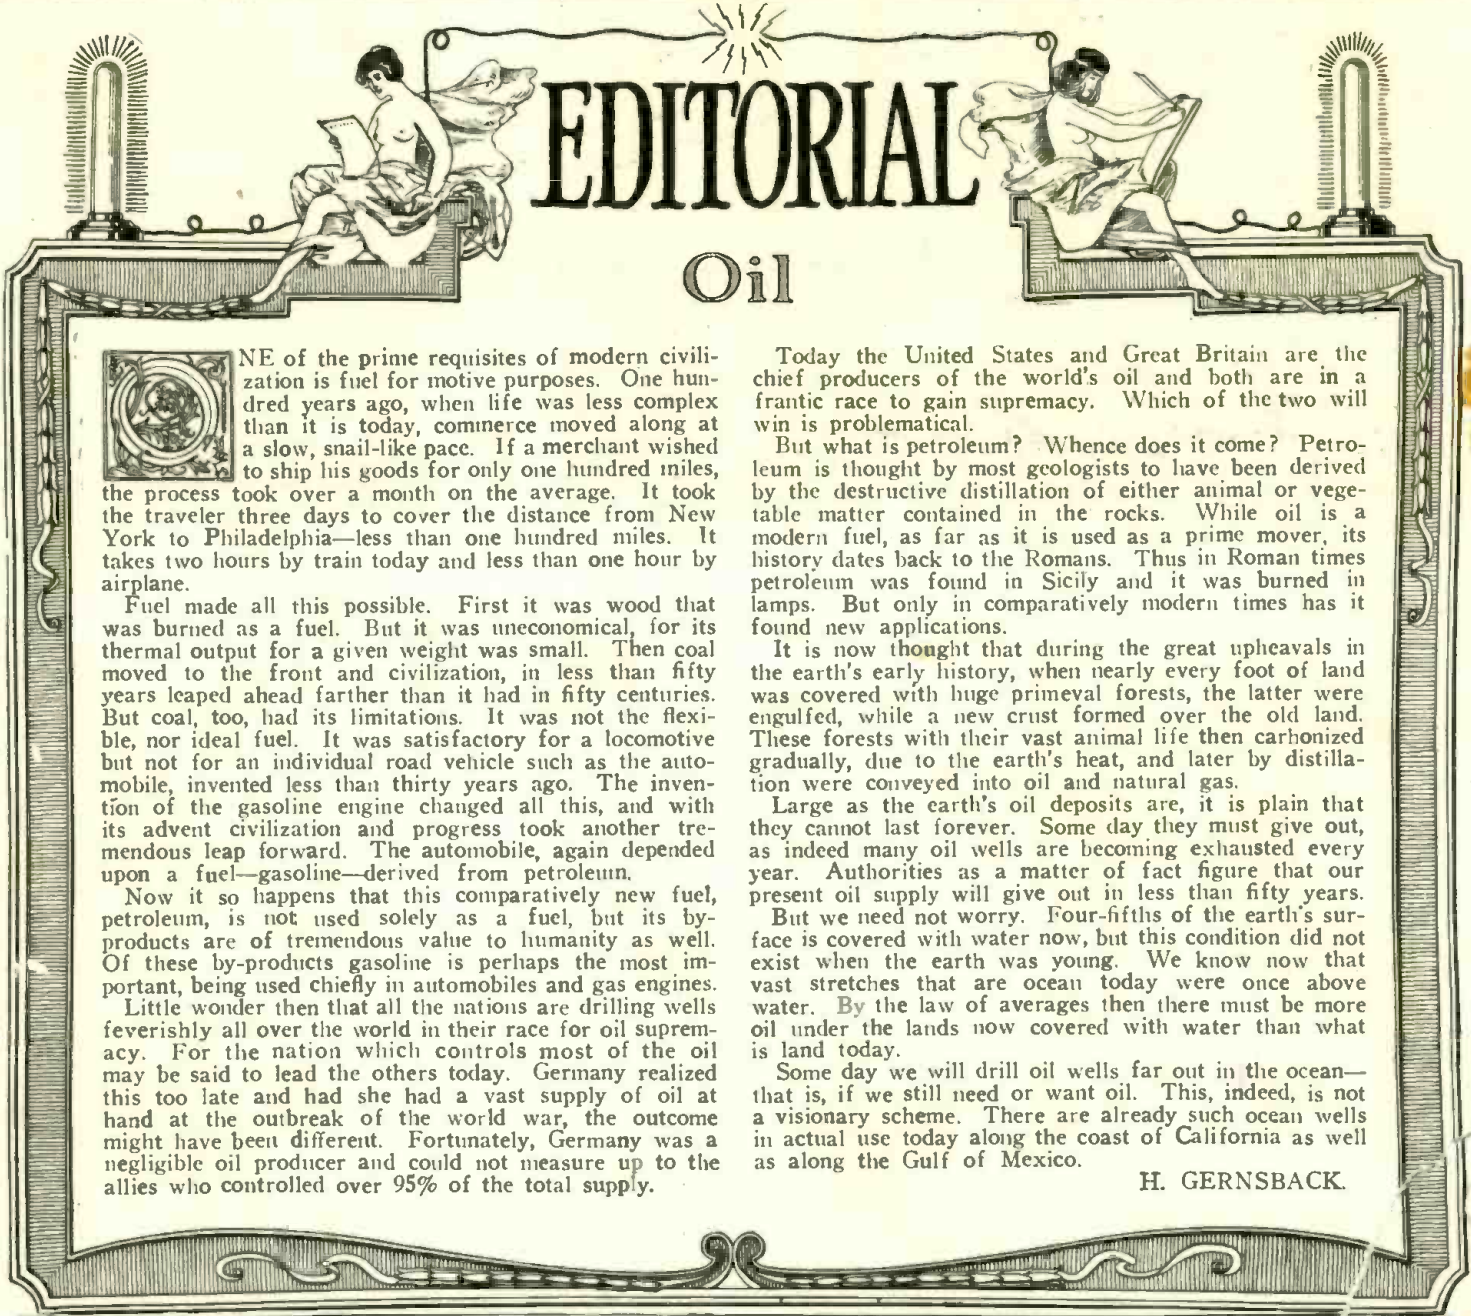 EDITORIAL
Oil
ONE of the prime requisites of modern civili-
zation is fuel for motive purposes. One hun-
dred years ago, when life was less complex
than it is today, commerce moved along at
a slow, snail-like pace. If a merchant wished
to ship his goods for only one hundred miles,
the process took over a month on the average. It took
the traveler three days to cover the distance from New
York to Philadelphia—less than one hundred miles. It
takes two hours by train today and less than one hour by
airplane.
Fuel made all this possible. First it was wood that
was burned as a fuel. But it was uneconomical, for its
thermal output for a given weight was small. Then coal
moved to the front and civilization, in less than fifty
years leaped ahead farther than it had in fifty centuries.
But coal, too, had its limitations. It was not the flexi-
ble, nor ideal fuel. It was satisfactory for a locomotive
but not for an individual road vehicle such as the auto-
mobile, invented less than thirty years ago. The inven-
tion of the gasoline engine changed all this, and with
its advent civilization and progress took another tre-
mendous leap forward. The automobile, again depended
upon a fuel—gasoline—derived from petroleum.
Now it so happens that this comparatively new fuel,
petroleum, is not used solely as a fuel, but its by-
products are of tremendous value to humanity as well.
Of these by-products gasoline is perhaps the most im-
portant, being used chiefly in automobiles and gas engines.
Little wonder then that all the nations are drilling wells
feverishly all over the world in their race for oil suprem-
acy. For the nation which controls most of the oil
may be said to lead the others today. Germany realized
this too late and had she had a vast supply of oil at
hand at the outbreak of the world war, the outcome
might have been different. Fortunately, Germany was a
negligible oil producer and could not measure up to the
allies who controlled over 95% of the total supply.
Today the United States and Great Britain are the
chief producers of the world's oil and both are in a
frantic race to gain supremacy. Which of the two will
win is problematical.
But what is petroleum? Whence does it come? Petro-
leum is thought by most geologists to have been derived
by the destructive distillation of either animal or vege-
table matter contained in the rocks. While oil is a
modern fuel, as far as it is used as a prime mover, its
history dates back to the Romans. Thus in Roman times
petroleum was found in Sicily and it was burned in
lamps. But only in comparatively modern times has it
found new applications.
It is now thought that during the great upheavals in
the earth's early history, when nearly every foot of land
was covered with huge primeval forests, the latter were
engulfed, while a new crust formed over the old land.
These forests with their vast animal life then carbonized
gradually, due to the earth's heat, and later by distilla-
tion were conveyed into oil and natural gas.
Large as the earth's oil deposits are, it is plain that
they cannot last forever. Some day they must give out,
as indeed many oil wells are becoming exhausted every
year. Authorities as a matter of fact figure that our
present oil supply will give out in less than fifty years.
But we need not worry. Four-fifths of the earth's sur-
face is covered with water now, but this condition did not
exist when the earth was young. We know now that
vast stretches that are ocean today were once above
water. By the law of averages then there must be more
oil under the lands now covered with water than what
is land today.
Some day we will drill oil wells far out in the ocean—
that is, if we still need or want oil. This, indeed, is not
a visionary scheme. There are already such ocean wells
in actual use today along the coast of California as well
as along the Gulf of Mexico.
H. GERNSBACK.